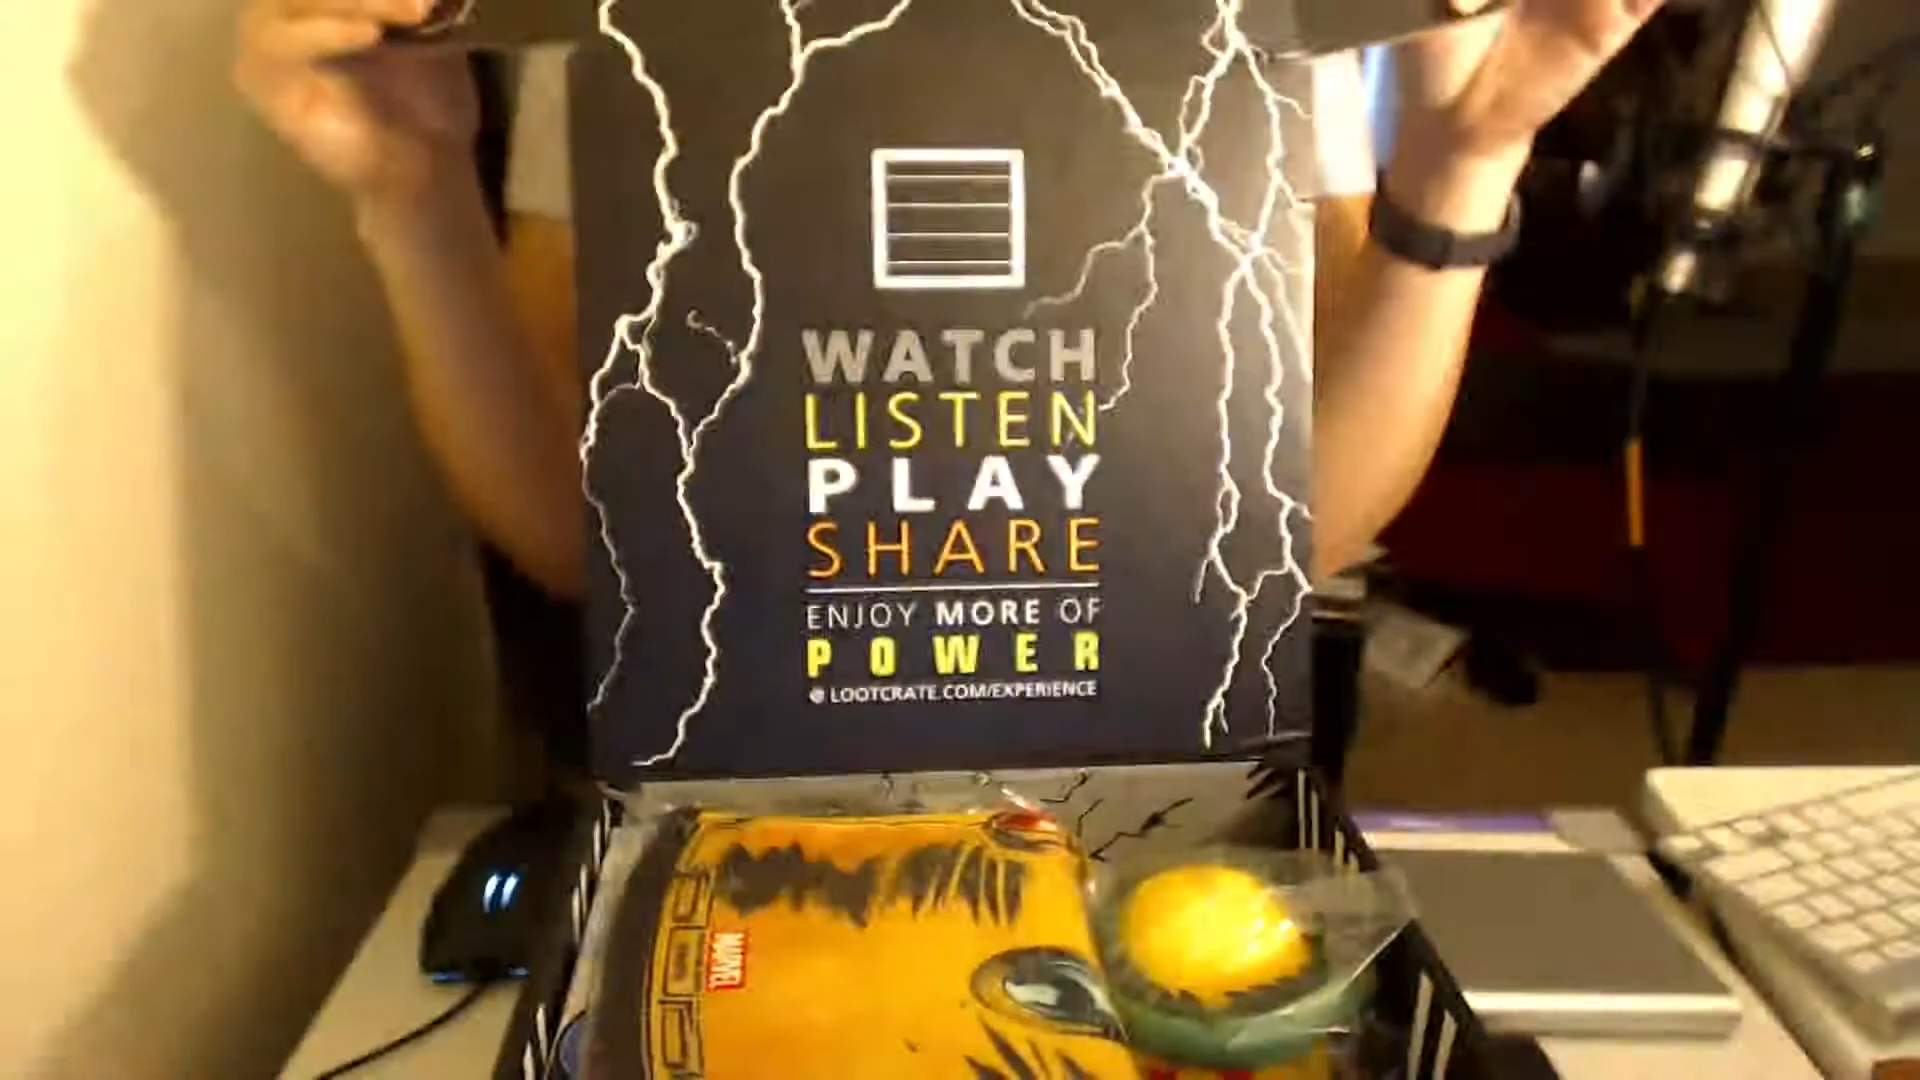 WATCH
LISTEN
PLAY
SHARE
ENJOY MORE OF
POWER
@ LOOTCRATE.COM/EXPERIENCE
MARVEL